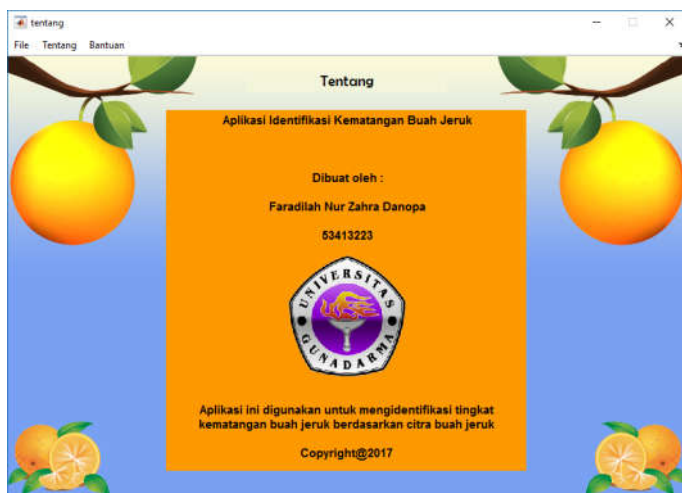 tentang
File Tentang Bantuan
Tentang
Aplikasi Identifikasi Kematangan Buah Jeruk
Dibuat oleh :
Faradilah Nur Zahra Danopa
53413223
UNIVERSITAS
GUNADARMA
Aplikasi ini digunakan untuk mengidentifikasi tingkat
kematangan buah jeruk berdasarkan citra buah jeruk
Copyright@2017